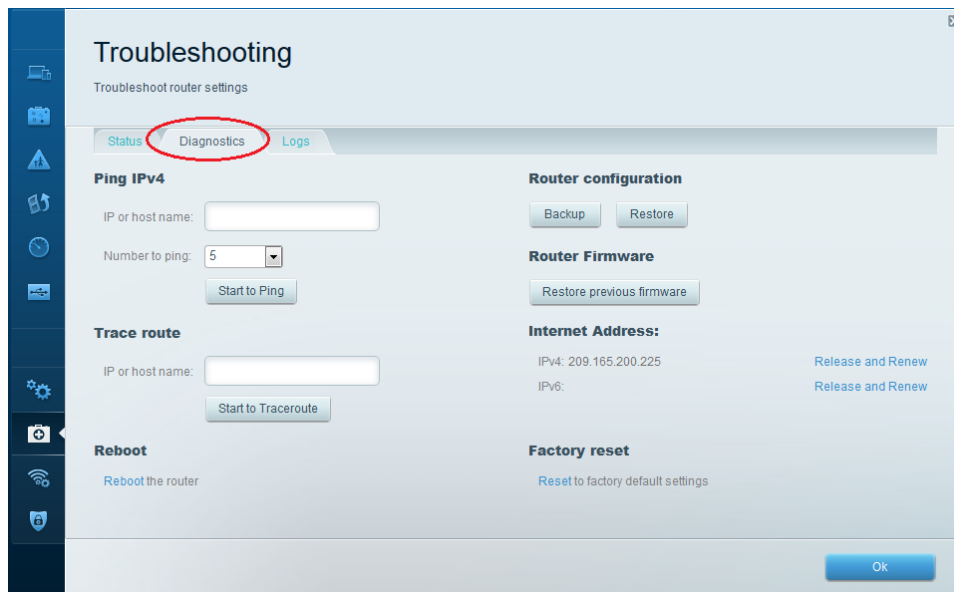 Troubleshooting
Troubleshoot router settings
Status
Diagnostics
Logs
Ping IPv4
IP or host name:
Number to ping: 5
Start to Ping
Trace route
IP or host name:
Start to Traceroute
Reboot
Reboot the router
Router configuration
Backup
Restore
Router Firmware
Restore previous firmware
Internet Address:
IPv4: 209.165.200.225 Release and Renew
IPv6: Release and Renew
Factory reset
Reset to factory default settings
Ok